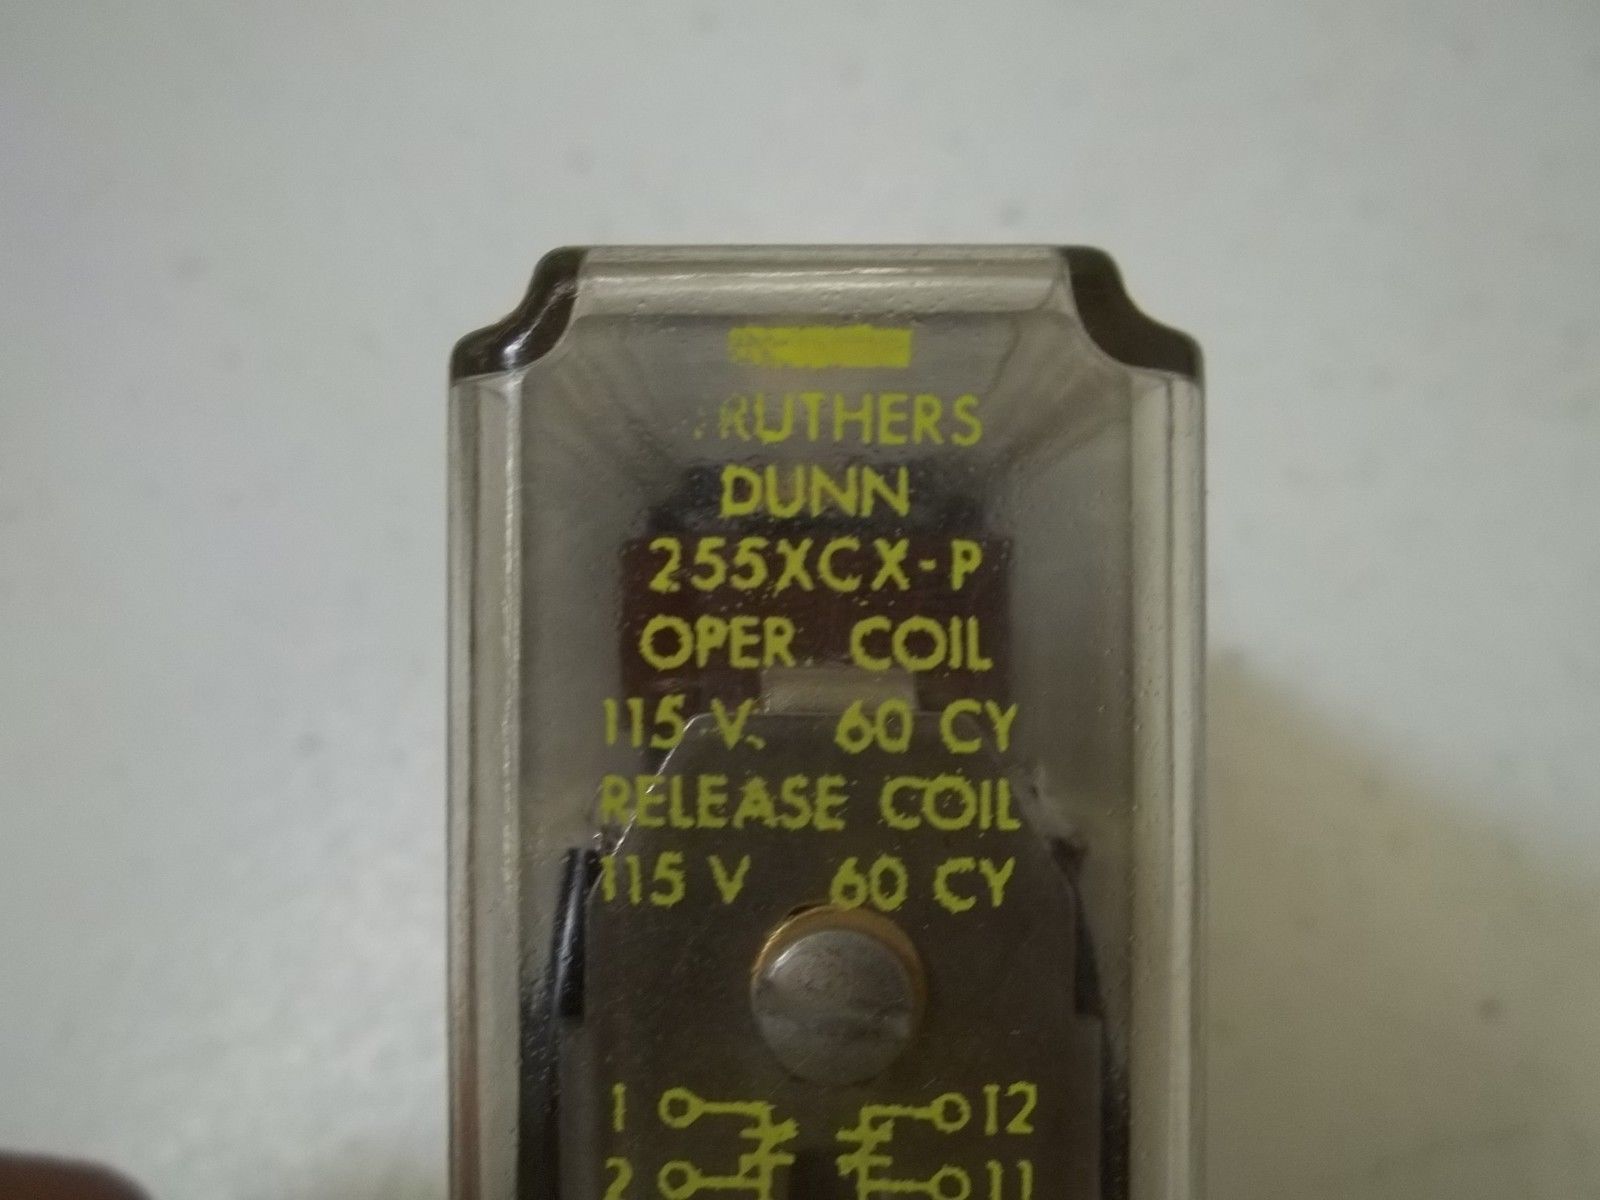 RUTHERS
DUNN
255XCX-P
OPER. COIL
115 V. 60 CY
RELEASE COIL
115 V 60 CY
1 12
2 11